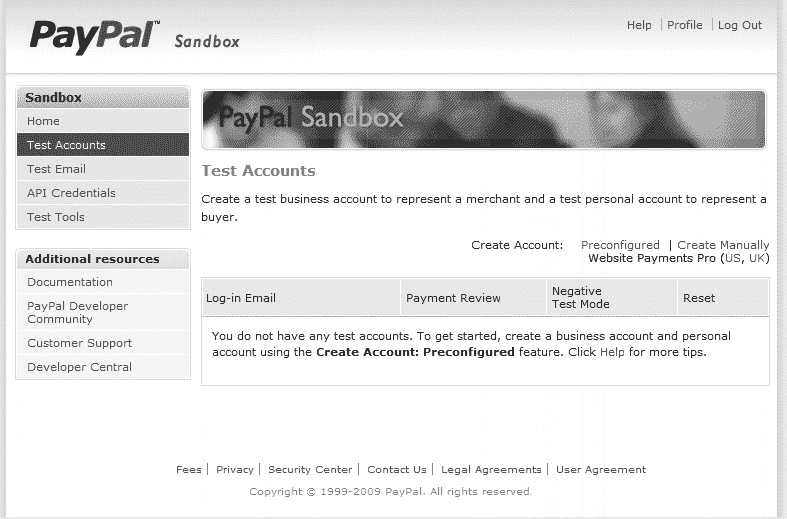 PayPal™ Sandbox
Help | Profile | Log Out
Sandbox
Home
Test Accounts
Test Email
API Credentials
Test Tools
Additional resources
Documentation
PayPal Developer
Community
Customer Support
Developer Central
PayPal Sandbox
Test Accounts
Create a test business account to represent a merchant and a test personal account to represent a
buyer.
Create Account: Preconfigured | Create Manually
Website Payments Pro (US, UK)
Log-in Email
Payment Review
Negative
Test Mode
Reset
You do not have any test accounts. To get started, create a business account and personal
account using the Create Account: Preconfigured feature. Click Help for more tips.
Fees | Privacy | Security Center | Contact Us | Legal Agreements | User Agreement
Copyright © 1999-2009 PayPal. All rights reserved.